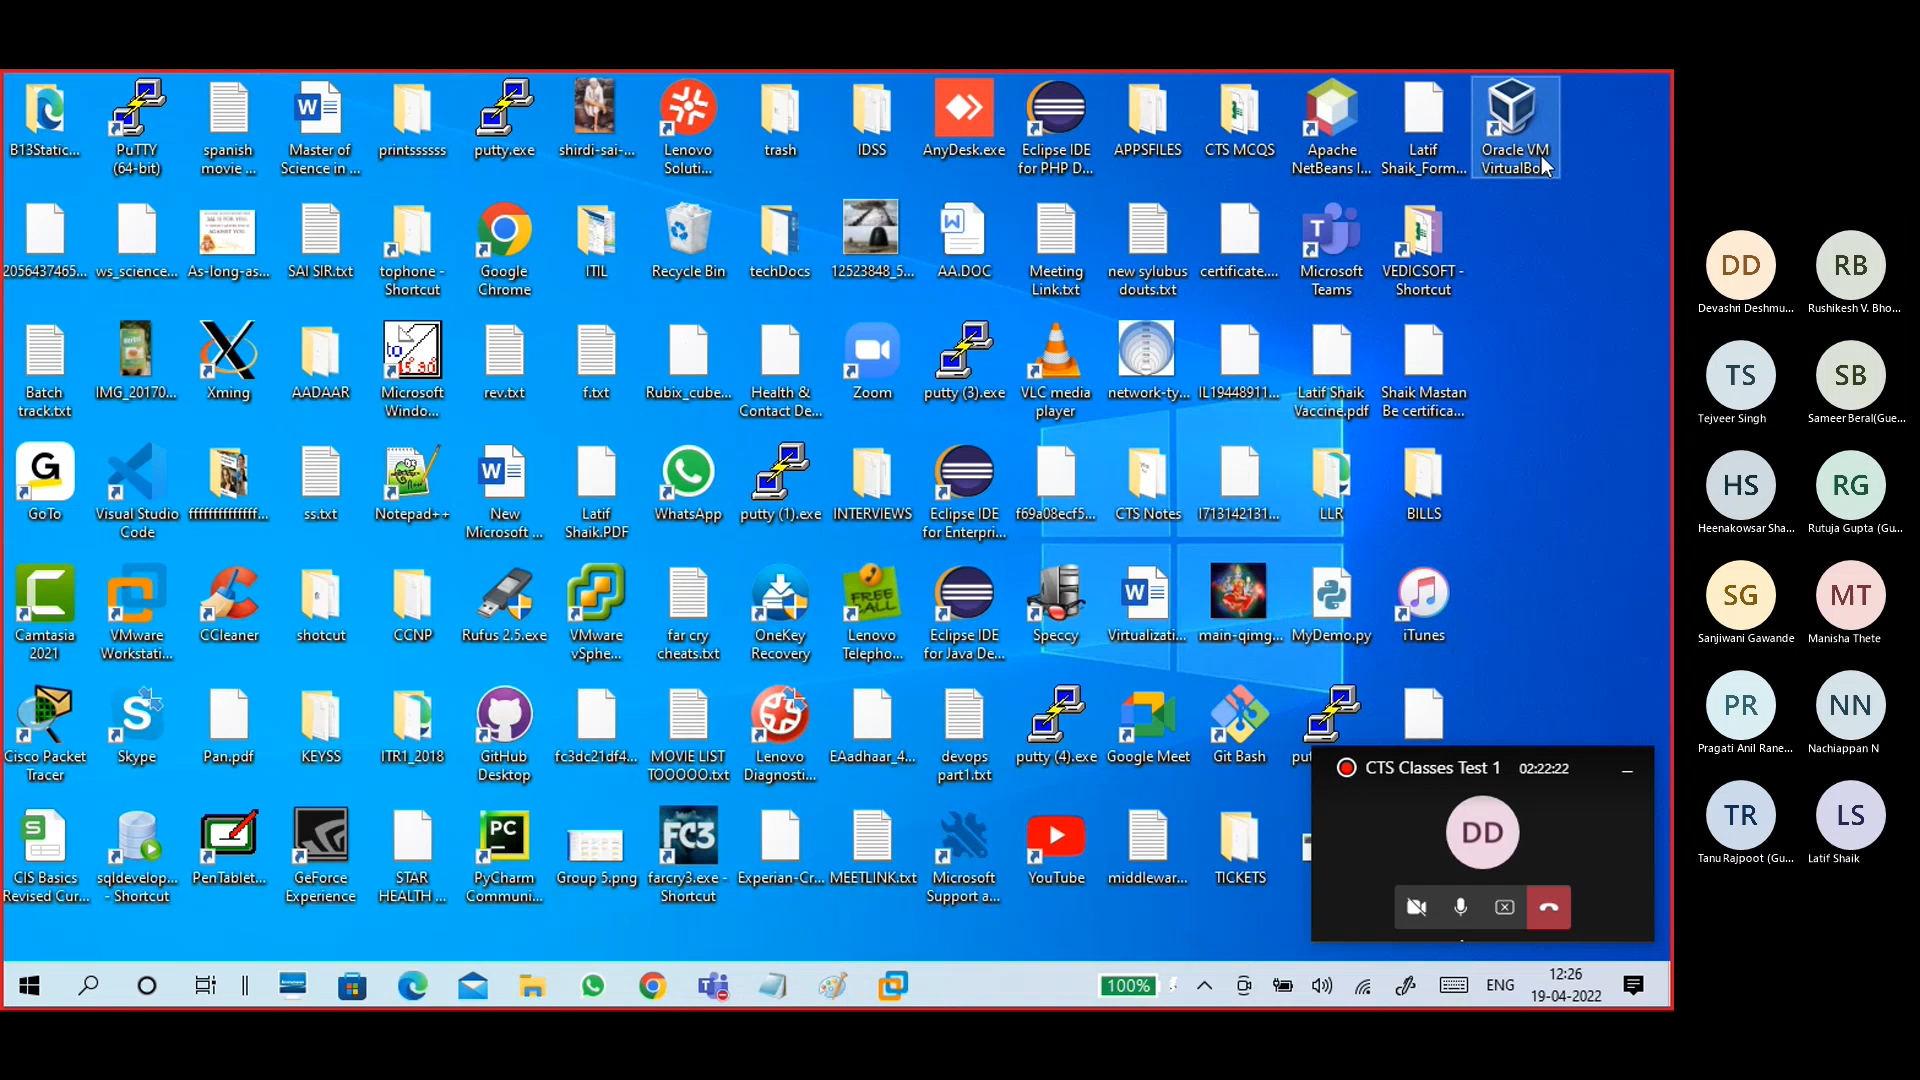 B13Static...
PuTTY
(64-bit)
spanish
movie ...
Master of
Science in ...
printssssss
putty.exe
shirdi-sai-...
Lenovo
Soluti...
trash
IDSS
AnyDesk.exe
Eclipse IDE
for PHP D...
APPSFILES
CTS MCQS
Apache
NetBeans I...
Latif
Shaik_Form...
Oracle VM
VirtualBo
2056437465...
ws_science...
As-long-as...
SAI SIR.txt
tophone -
Shortcut
Google
Chrome
ITIL
Recycle Bin
techDocs
12523848_5...
AA.DOC
Meeting
Link.txt
new sylubus
douts.txt
certificate....
Microsoft
Teams
VEDICSOFT -
Shortcut
Batch
track.txt
IMG_20170...
Xming
AADAAR
Microsoft
Windo...
rev.txt
f.txt
Rubix_cube...
Health &
Contact De...
Zoom
putty (3).exe
VLC media
player
network-ty...
IL19448911...
Latif Shaik
Vaccine.pdf
Shaik Mastan
Be certifica...
GoTo
Visual Studio
Code
ffffffffffffff...
ss.txt
Notepad++
New
Microsoft ...
Latif
Shaik.PDF
WhatsApp
putty (1).exe
INTERVIEWS
Eclipse IDE
for Enterpri...
f69a08ecf5...
CTS Notes
I713142131...
LLR
BILLS
Camtasia
2021
VMware
Workstati...
CCleaner
shotcut
CCNP
Rufus 2.5.exe
VMware
vSphe...
far cry
cheats.txt
OneKey
Recovery
FREE
CALL
Lenovo
Telepho...
Eclipse IDE
for Java De...
Speccy
Virtualizati...
main-qimg...
MyDemo.py
iTunes
Cisco Packet
Tracer
Skype
Pan.pdf
KEYSS
ITR1_2018
GitHub
Desktop
fc3dc21df4...
MOVIE LIST
TOOOOO.txt
Lenovo
Diagnosti...
EAadhaar_4...
devops
part1.txt
putty (4).exe
Google Meet
Git Bash
put
CIS Basics
Revised Cur...
sqldevelop...
- Shortcut
PenTablet...
GeForce
Experience
STAR
HEALTH ...
PC
PyCharm
Communi...
Group 5.png
FC3
farcry3.exe -
Shortcut
Experian-Cr...
MEETLINK.txt
Microsoft
Support a...
YouTube
middlewar...
TICKETS
CTS Classes Test 1 02:22:22
DD
100%
ENG
12:26
19-04-2022
DD
Devashri Deshmu...
RB
Rushikesh V. Bho...
TS
Tejveer Singh
SB
Sameer Beral(Gue...
HS
Heenakowsar Sha...
RG
Rutuja Gupta (Gu...
SG
Sanjiwani Gawande
MT
Manisha Thete
PR
Pragati Anil Rane...
NN
Nachiappan N
TR
Tanu Rajpoot (Gu...
LS
Latif Shaik